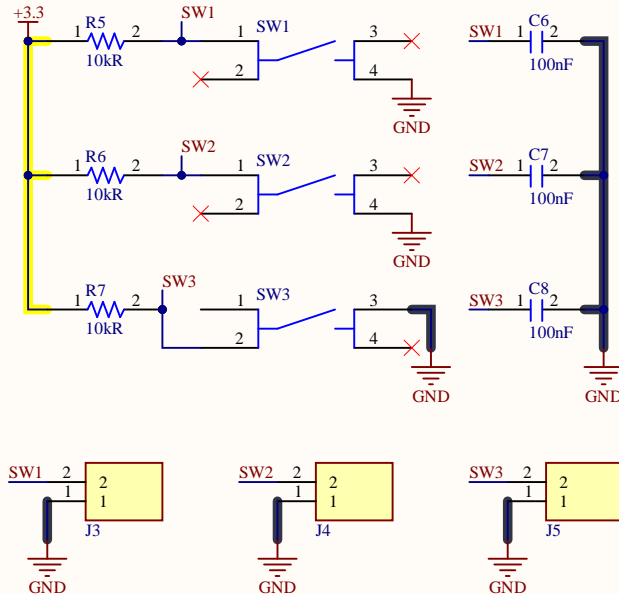 +3.3
R5
1 2
10kR
SW1
SW1
1 3
2 4
GND
SW1
C6
1 2
100nF
R6
1 2
10kR
SW2
SW2
1 3
2 4
GND
SW2
C7
1 2
100nF
R7
1 2
10kR
SW3
SW3
1 3
2 4
GND
SW3
C8
1 2
100nF
GND
SW1
2 2
1 1
J3
GND
SW2
2 2
1 1
J4
GND
SW3
2 2
1 1
J5
GND